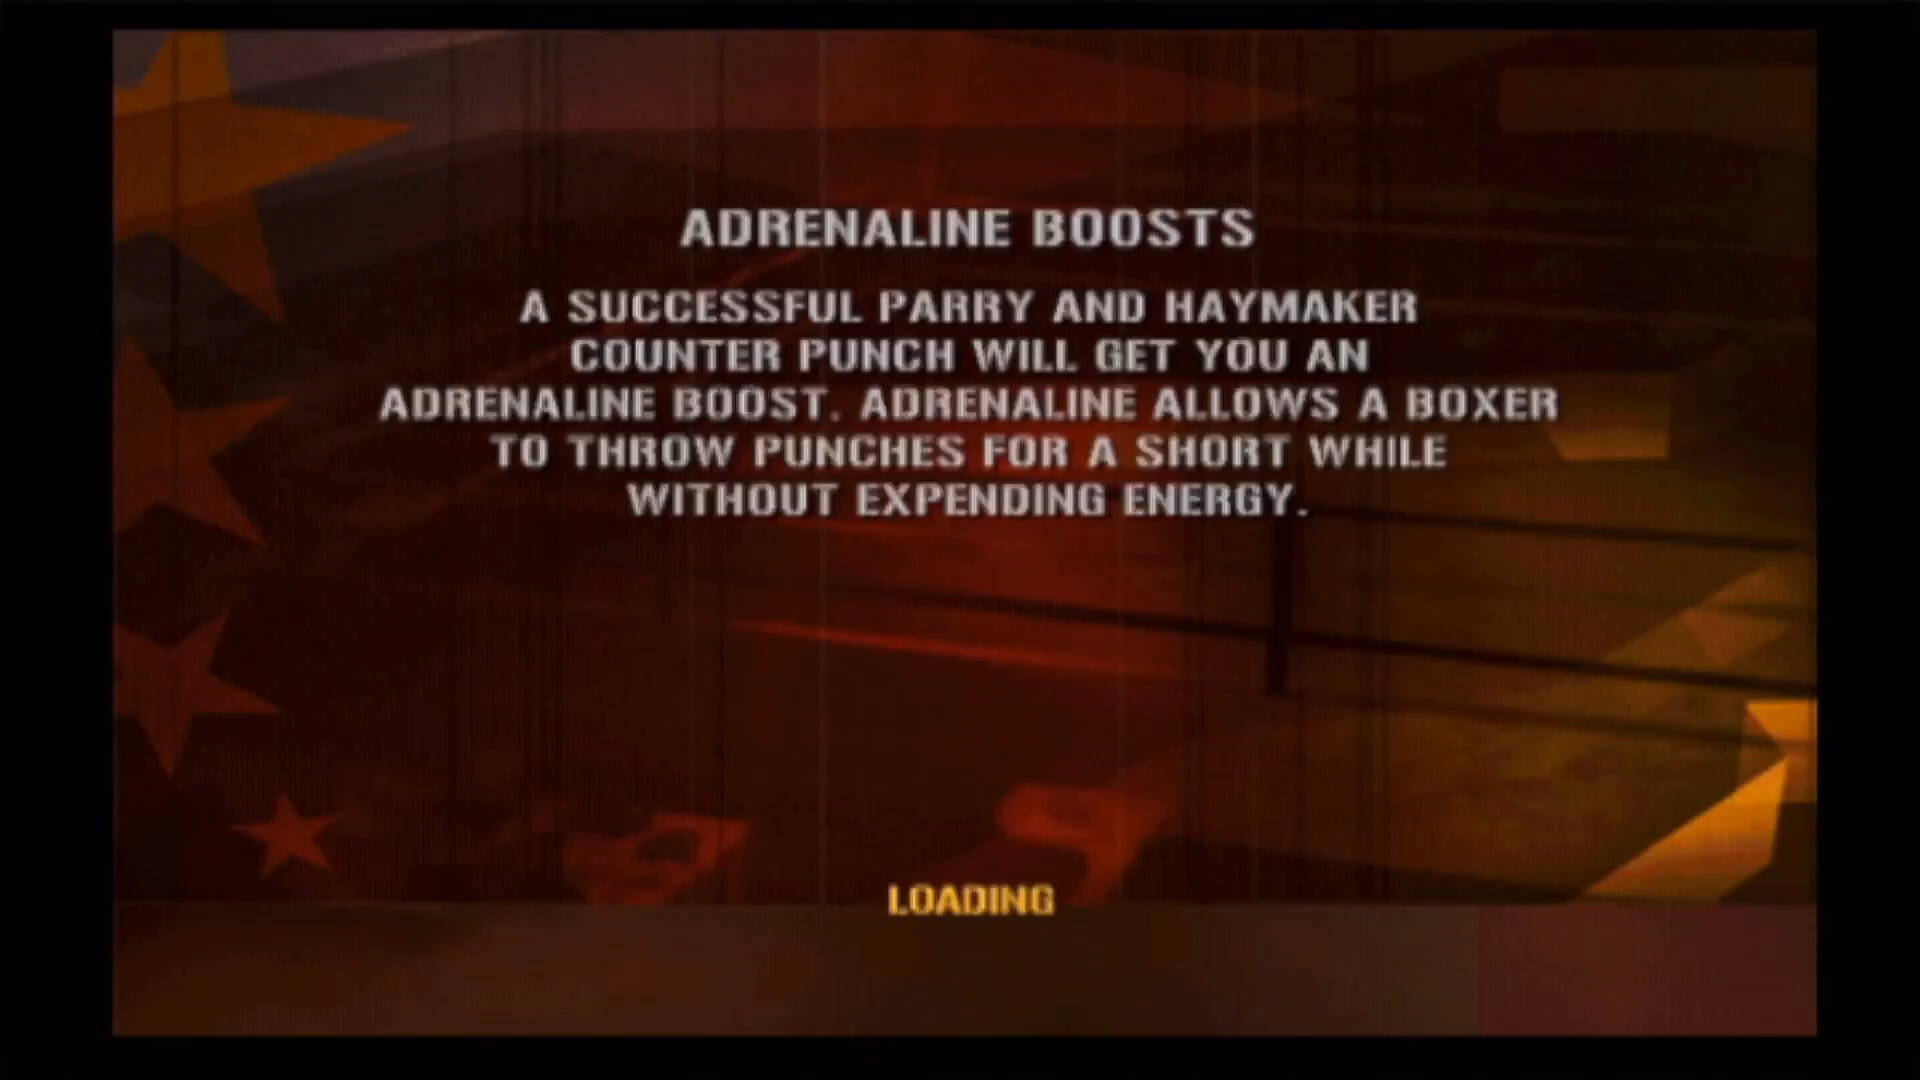 ADRENALINE BOOSTS
A SUCCESSFUL PARRY AND HAYMAKER
COUNTER PUNCH WILL GET YOU AN
ADRENALINE BOOST. ADRENALINE ALLOWS A BOXER
TO THROW PUNCHES FOR A SHORT WHILE
WITHOUT EXPENDING ENERGY.
LOADING